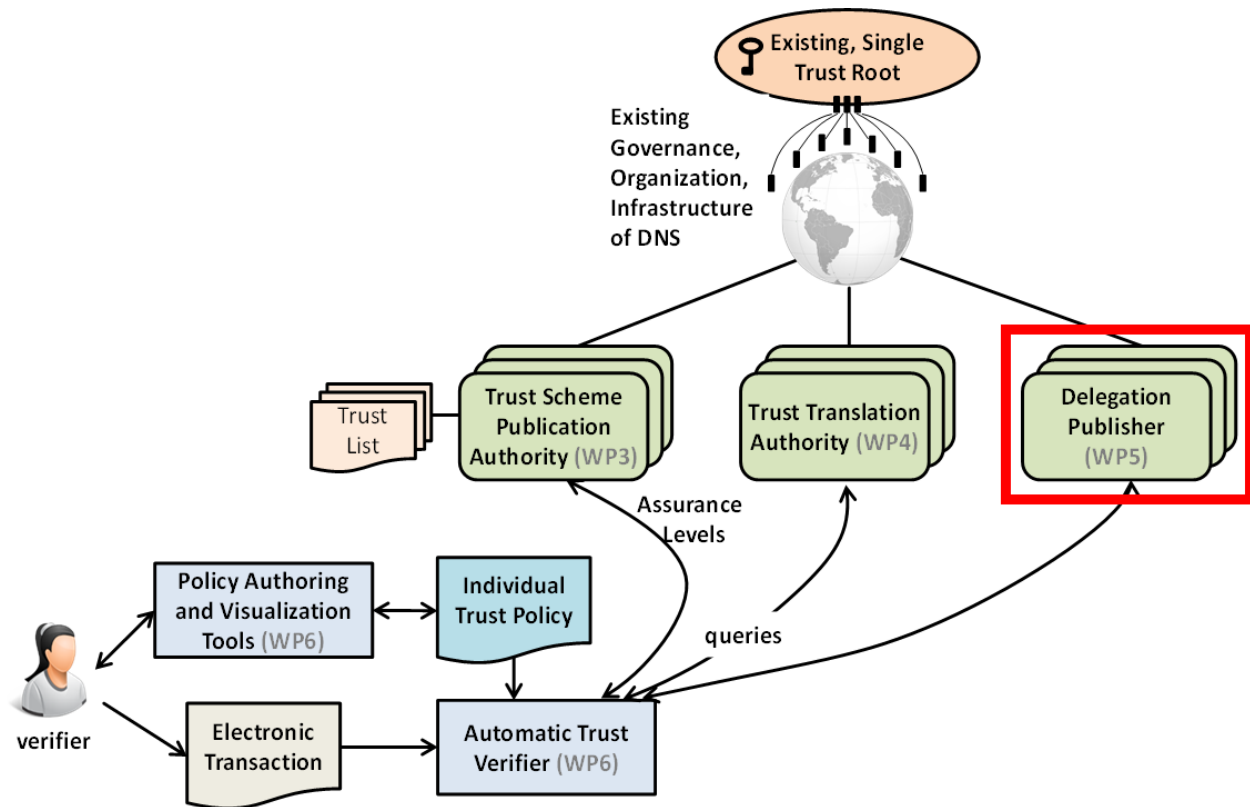 Existing, Single
Trust Root
Existing
Governance,
Organization,
Infrastructure
of DNS
Trust
List
Trust Scheme
Publication
Authority (WP3)
Trust Translation
Authority (WP4)
Delegation
Publisher
(WP5)
Assurance
Levels
Policy Authoring
and Visualization
Tools (WP6)
Individual
Trust Policy
queries
verifier
Electronic
Transaction
Automatic Trust
Verifier (WP6)